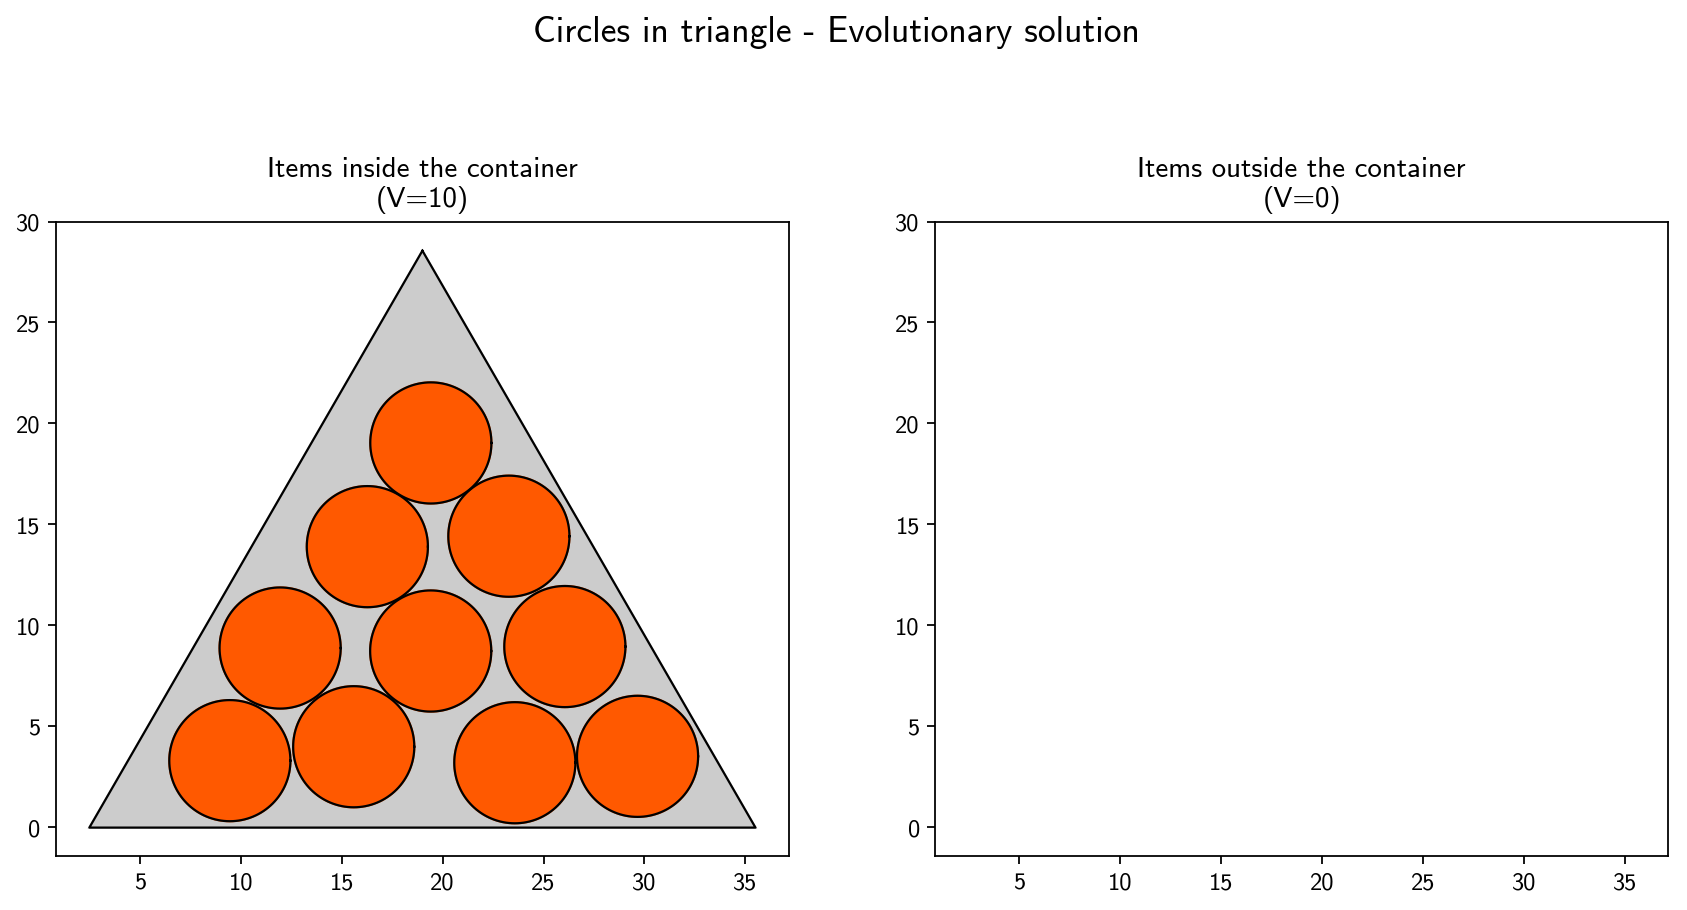 Circles in triangle - Evolutionary solution
Items inside the container
(V=10)
30
25
20
15
10
5
0
5 10 15 20 25 30 35
Items outside the container
(V=0)
30
25
20
15
10
5
0
5 10 15 20 25 30 35